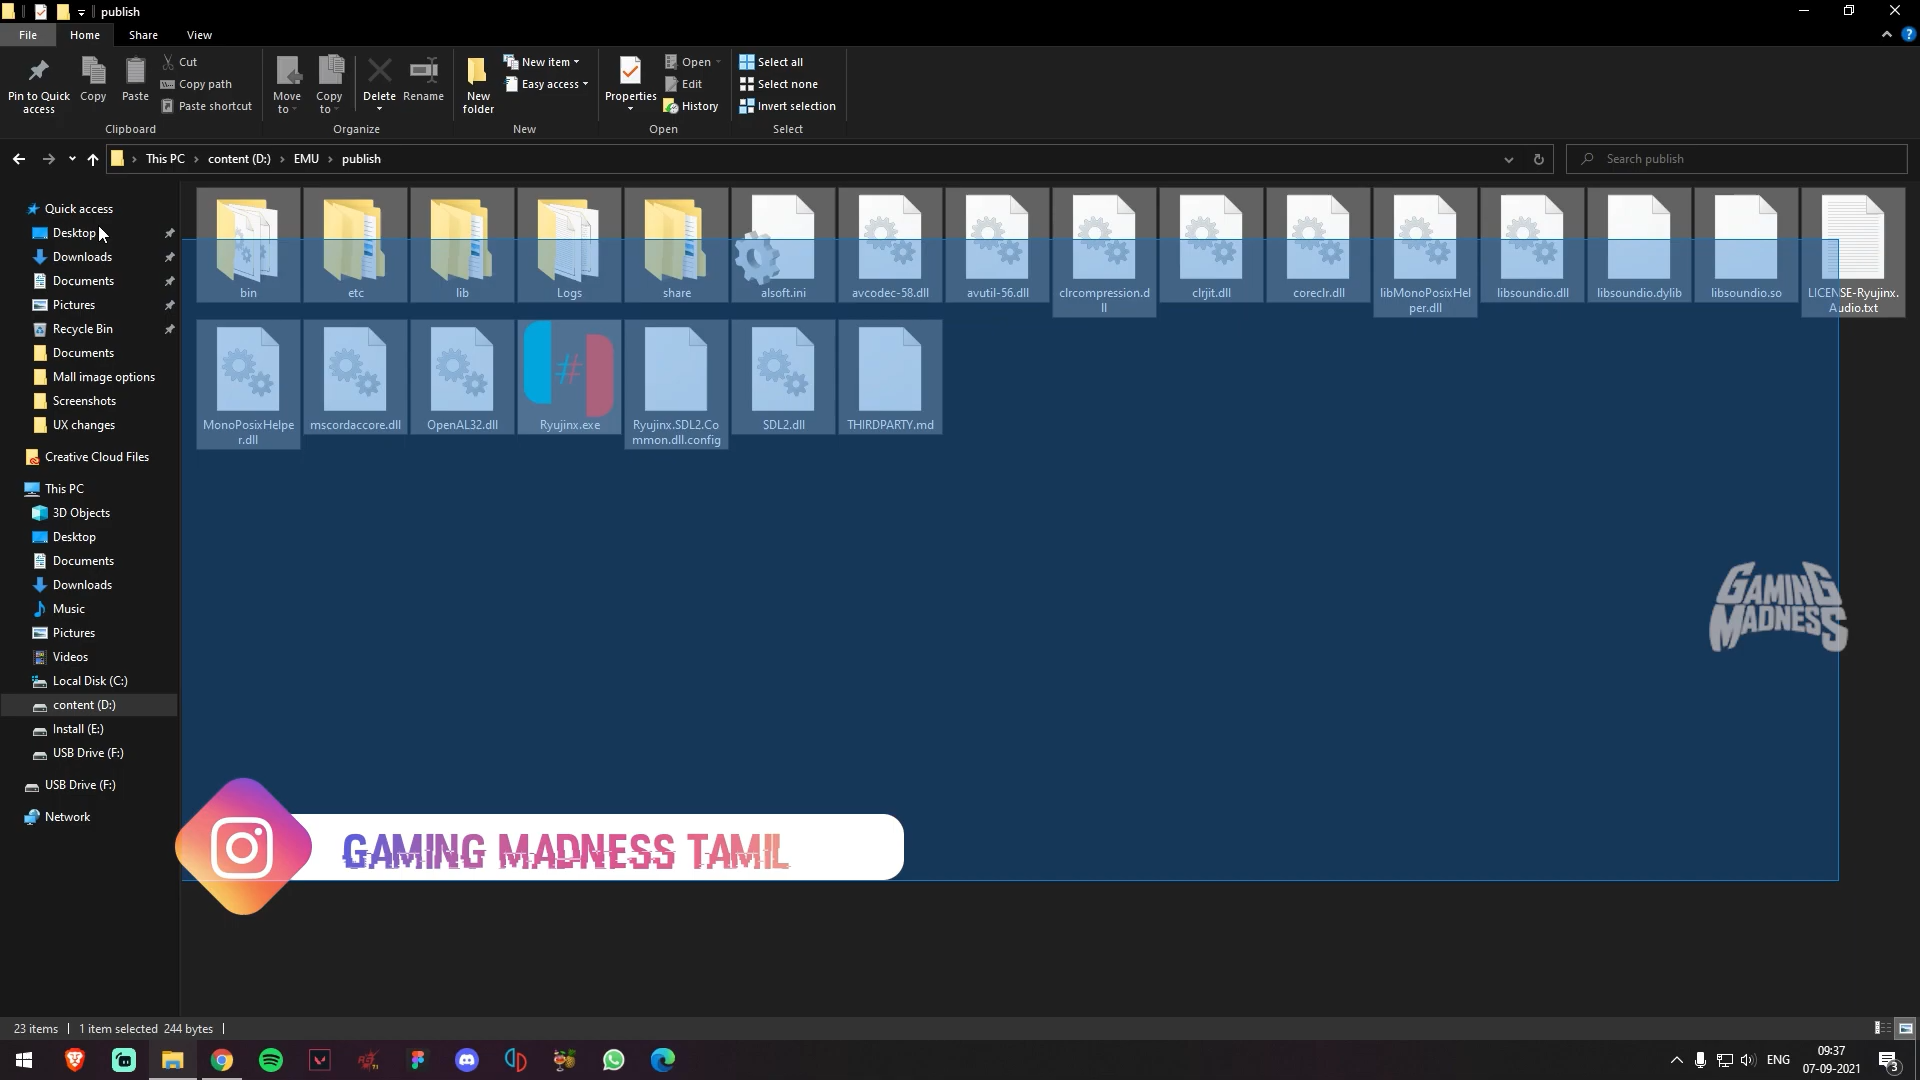 publish
File
Home
Share
View
Pin to Quick
access
Copy
Paste
Cut
Copy path
Paste shortcut
Clipboard
Move
to
Copy
to
Delete
Rename
Organize
New
folder
New item
Easy access
New
Properties
Open
Edit
History
Open
Select all
Select none
Invert selection
Select
This PC
content (D:)
EMU
publish
Search publish
Quick access
Desktop
Downloads
Documents
Pictures
Recycle Bin
Documents
Mall image options
Screenshots
UX changes
Creative Cloud Files
This PC
3D Objects
Desktop
Documents
Downloads
Music
Pictures
Videos
Local Disk (C:)
content (D:)
Install (E:)
USB Drive (F:)
USB Drive (F:)
Network
bin
etc
lib
Logs
share
alsoft.ini
avcodec-58.dll
avutil-56.dll
clrcompression.d
ll
clrjit.dll
coreclr.dll
libMonoPosixHel
per.dll
libsoundio.dll
libsoundio.dylib
libsoundio.so
LICENSE-Ryujinx.
Audio.txt
MonoPosixHelpe
r.dll
mscordaccore.dll
OpenAL32.dll
#
Ryujinx.exe
Ryujinx.SDL2.Co
mmon.dll.config
SDL2.dll
THIRDPARTY.md
GAMING
MADNESS
GAMING MADNESS TAMIL
23 items
1 item selected 244 bytes
ENG
09:37
07-09-2021
3